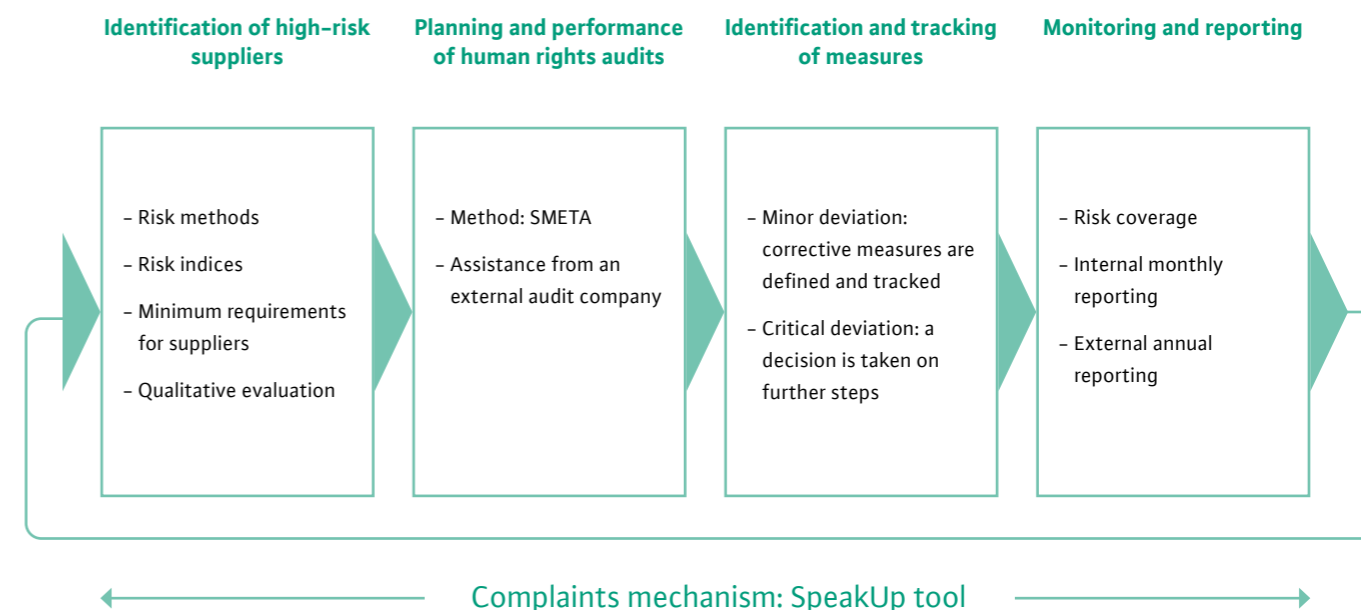 Identification of high-risk
suppliers
Planning and performance
of human rights audits
Identification and tracking
of measures
Monitoring and reporting
– Risk methods
– Risk indices
– Minimum requirements
for suppliers
– Qualitative evaluation
– Method: SMETA
– Assistance from an
external audit company
– Minor deviation:
corrective measures are
defined and tracked
– Critical deviation: a
decision is taken on
further steps
– Risk coverage
– Internal monthly
reporting
– External annual
reporting
Complaints mechanism: SpeakUp tool